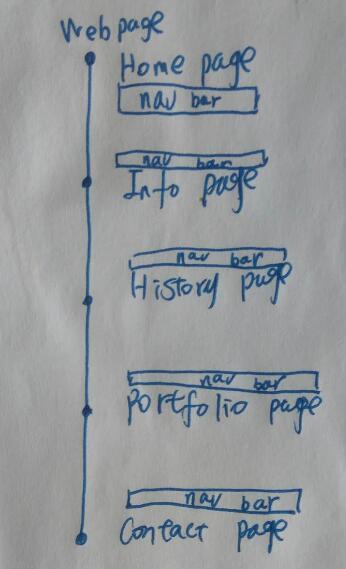 Web page
Home page
nav bar
nav bar
Info page
nav bar
History page
nav bar
Portfolio page
nav bar
Contact page